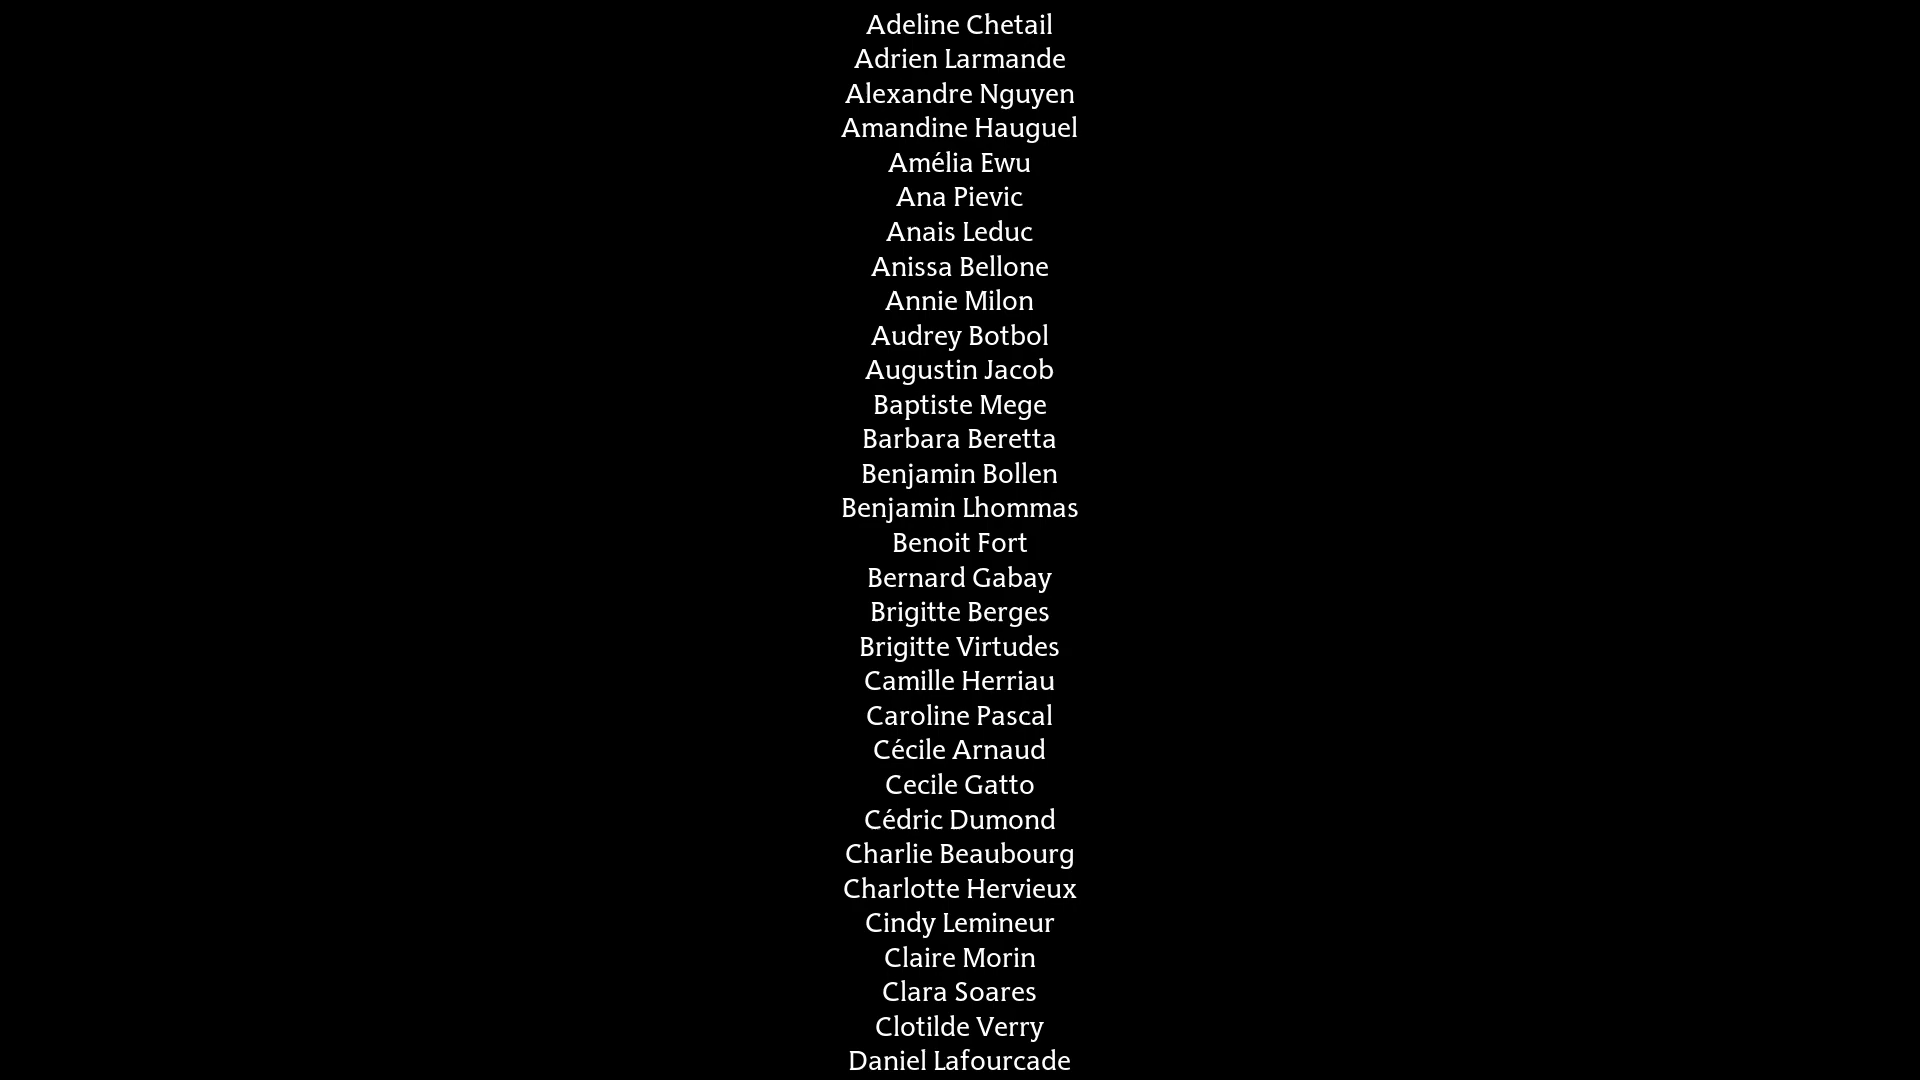 Adeline Chetail
Adrien Larmande
Alexandre Nguyen
Amandine Hauguel
Amélia Ewu
Ana Pievic
Anais Leduc
Anissa Bellone
Annie Milon
Audrey Botbol
Augustin Jacob
Baptiste Mege
Barbara Beretta
Benjamin Bollen
Benjamin Lhommas
Benoit Fort
Bernard Gabay
Brigitte Berges
Brigitte Virtudes
Camille Herriau
Caroline Pascal
Cécile Arnaud
Cecile Gatto
Cédric Dumond
Charlie Beaubourg
Charlotte Hervieux
Cindy Lemineur
Claire Morin
Clara Soares
Clotilde Verry
Daniel Lafourcade